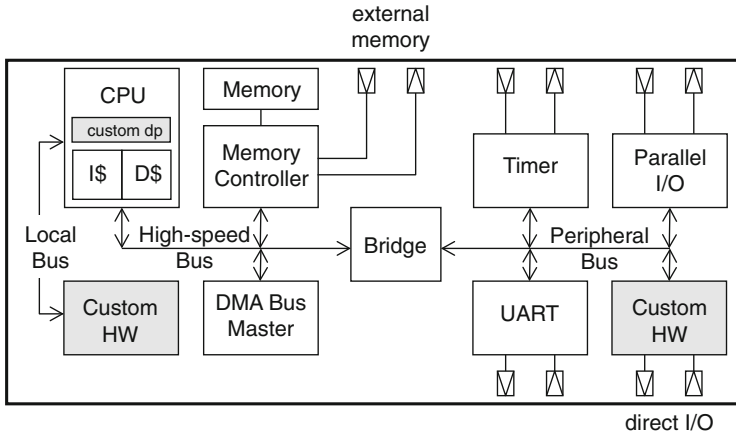 external
memory
CPU
custom dp
I$ D$
Memory
Memory
Controller
Timer
Parallel
I/O
Local
Bus
High-speed
Bus
Bridge
Peripheral
Bus
Custom
HW
DMA Bus
Master
UART
Custom
HW
direct I/O